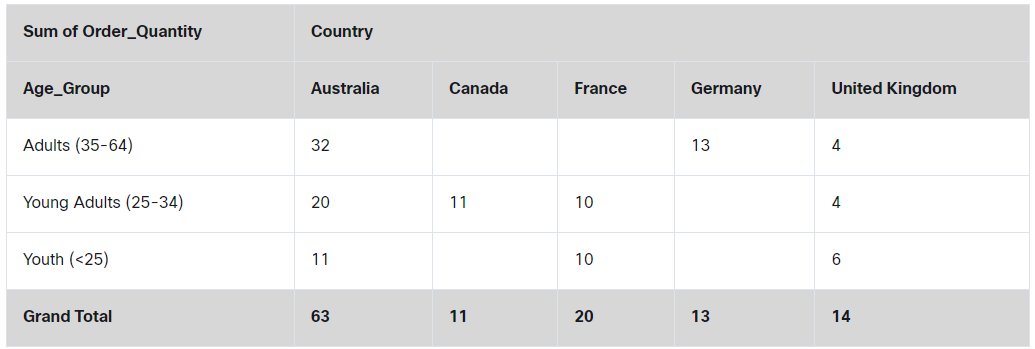 Sum of Order_Quantity Country
Age_Group Australia Canada France Germany United Kingdom
Adults (35-64) 32 13 4
Young Adults (25-34) 20 11 10 4
Youth (<25) 11 10 6
Grand Total 63 11 20 13 14